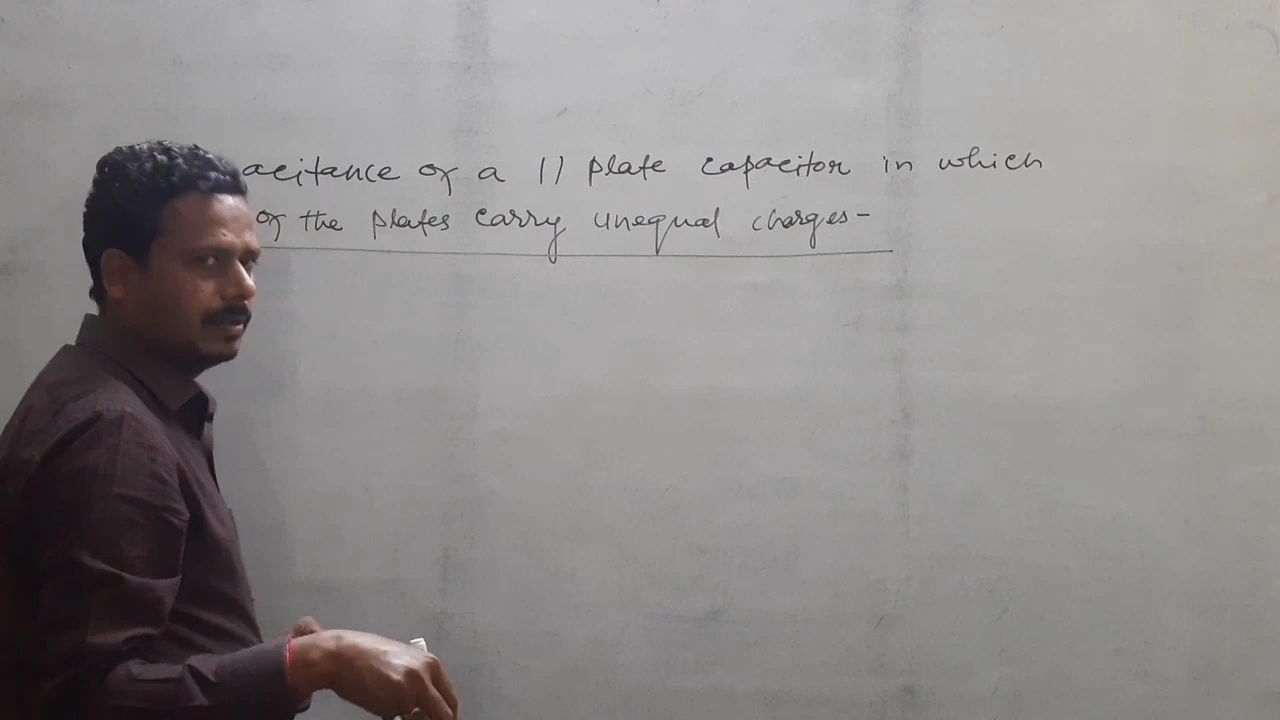 acitance of a || plate capacitor in which
of the plates carry unequal charges-